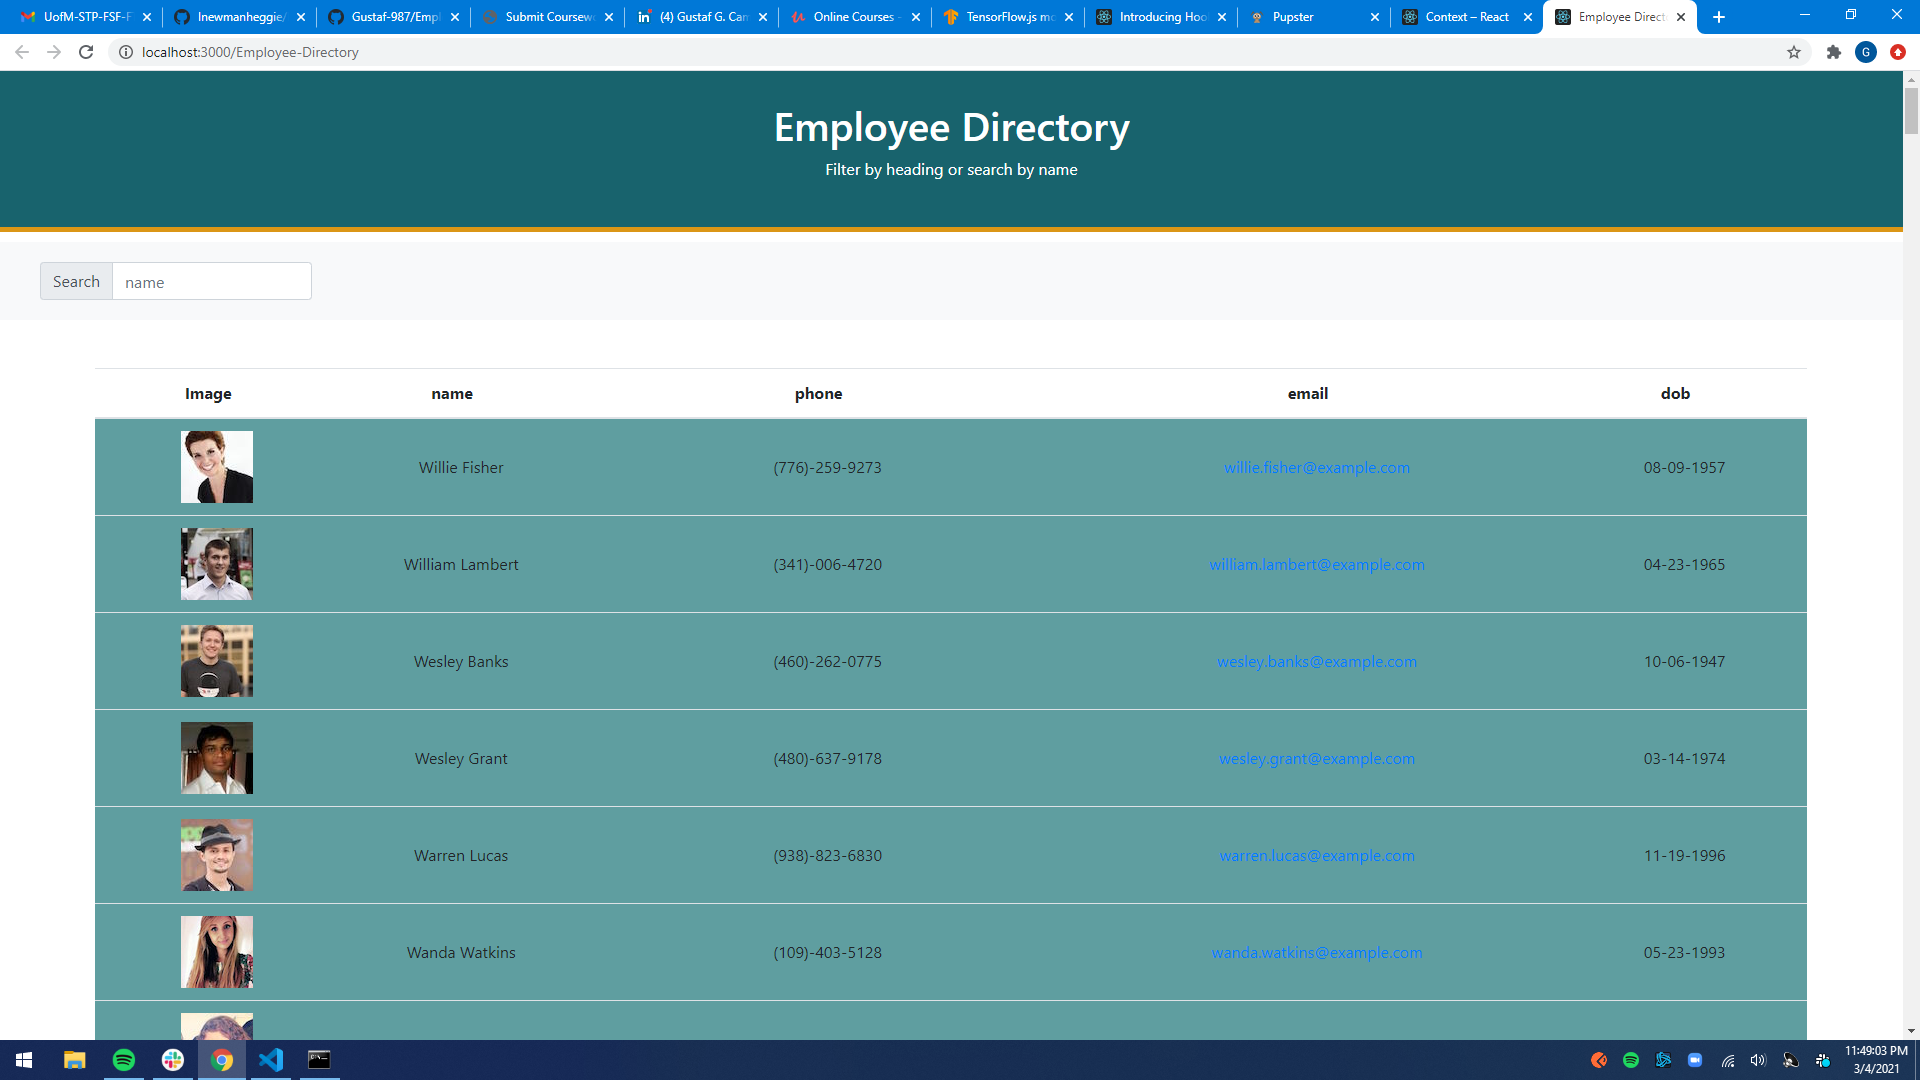 UofM-STP-FSF-F
Inewmanheggie/
Gustaf-987/Empl
Submit Coursewo
(4) Gustaf G. Cam
Online Courses -
TensorFlow.js mo
Introducing Hoo
Pupster
Context – React
Employee Direct
localhost:3000/Employee-Directory
G
Employee Directory
Filter by heading or search by name
Search name
Image name phone email dob
Willie Fisher (776)-259-9273 willie.fisher@example.com 08-09-1957
William Lambert (341)-006-4720 william.lambert@example.com 04-23-1965
Wesley Banks (460)-262-0775 wesley.banks@example.com 10-06-1947
Wesley Grant (480)-637-9178 wesley.grant@example.com 03-14-1974
Warren Lucas (938)-823-6830 warren.lucas@example.com 11-19-1996
Wanda Watkins (109)-403-5128 wanda.watkins@example.com 05-23-1993
11:49:03 PM
3/4/2021